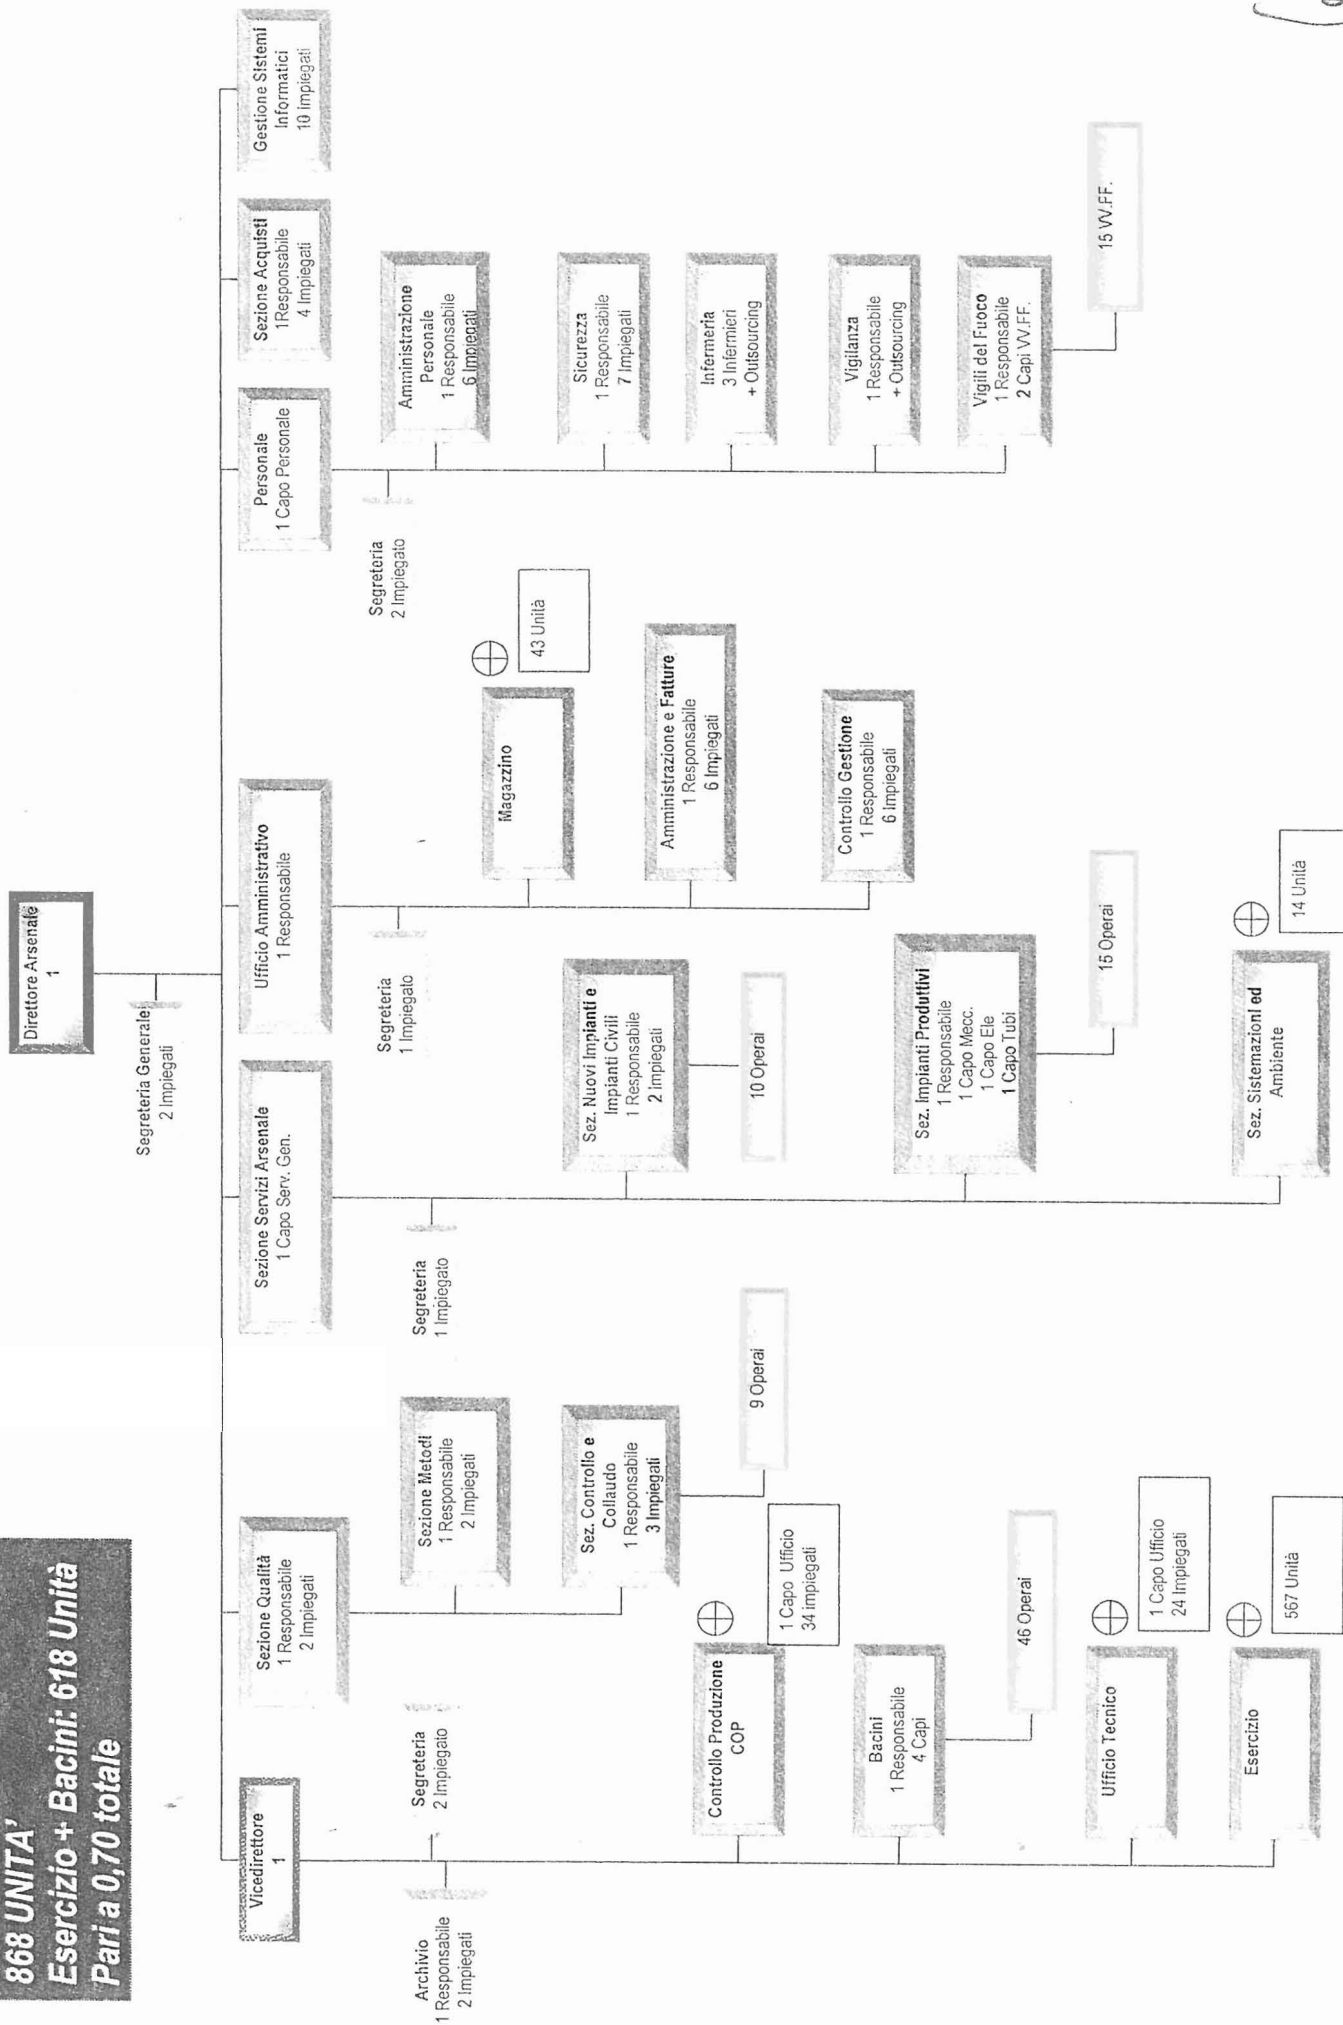 868 UNITA'
Esercizio + Bacini: 618 Unità
Pari a 0,70 totale
Direttore Arsenale
1
Segreteria Generale
2 Impiegati
Vicedirettore
1
Archivio
1 Responsabile
2 Impiegati
Segreteria
2 Impiegato
Controllo Produzione
COP
1 Capo Ufficio
34 impiegati
Bacini
1 Responsabile
4 Capi
46 Operai
Ufficio Tecnico
1 Capo Ufficio
24 Impiegati
Esercizio
567 Unità
Sezione Qualità
1 Responsabile
2 Impiegati
Sezione Metodi
1 Responsabile
2 Impiegati
Sez. Controllo e
Collaudo
1 Responsabile
3 Impiegati
9 Operai
Sezione Servizi Arsenale
1 Capo Serv. Gen.
Segreteria
1 Impiegato
Sez. Nuovi Impianti e
Impianti Civili
1 Responsabile
2 Impiegati
10 Operai
Sez. Impianti Produttivi
1 Responsabile
1 Capo Mecc.
1 Capo Ele
1 Capo Tubi
15 Operai
Sez. Sistemazioni ed
Ambiente
14 Unità
Ufficio Amministrativo
1 Responsabile
Segreteria
1 Impiegato
Magazzino
43 Unità
Amministrazione e Fatture
1 Responsabile
6 Impiegati
Controllo Gestione
1 Responsabile
6 Impiegati
Personale
1 Capo Personale
Segreteria
2 Impiegato
Amministrazione
Personale
1 Responsabile
6 Impiegati
Sicurezza
1 Responsabile
7 Impiegati
Infermeria
3 Infermieri
+ Outsourcing
Vigilanza
1 Responsabile
+ Outsourcing
Vigili del Fuoco
1 Responsabile
2 Capi VV.FF.
15 VV.FF.
Sezione Acquisti
1Responsabile
4 Impiegati
Gestione Sistemi
Informatici
10 impiegati